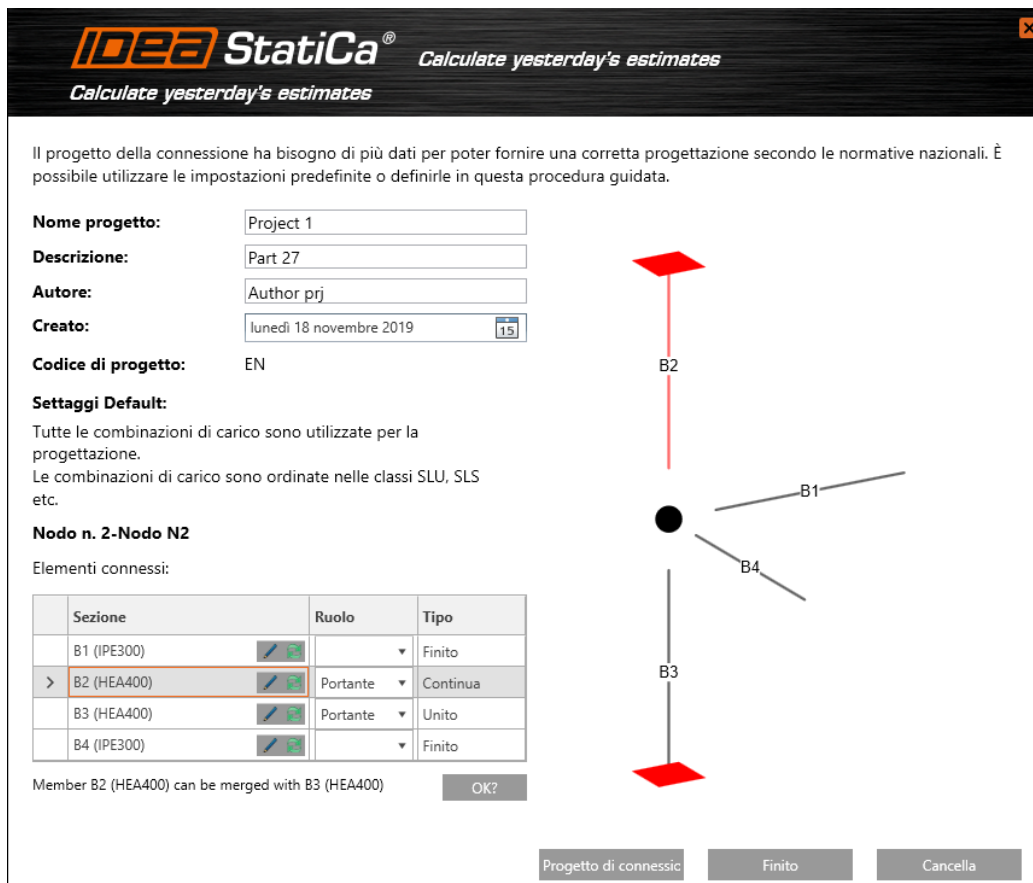 IDEA StatiCa® Calculate yesterday's estimates
Calculate yesterday's estimates
Il progetto della connessione ha bisogno di più dati per poter fornire una corretta progettazione secondo le normative nazionali. È
possibile utilizzare le impostazioni predefinite o definirle in questa procedura guidata.
Nome progetto: Project 1
Descrizione: Part 27
Autore: Author prj
Creato: lunedì 18 novembre 2019 15
Codice di progetto: EN
Settaggi Default:
Tutte le combinazioni di carico sono utilizzate per la
progettazione.
Le combinazioni di carico sono ordinate nelle classi SLU, SLS
etc.
Nodo n. 2-Nodo N2
Elementi connessi:
Sezione Ruolo Tipo
B1 (IPE300) Finito
> B2 (HEA400) Portante Continua
B3 (HEA400) Portante Unito
B4 (IPE300) Finito
Member B2 (HEA400) can be merged with B3 (HEA400) OK?
B2
B1
B4
B3
Progetto di connessic Finito Cancella